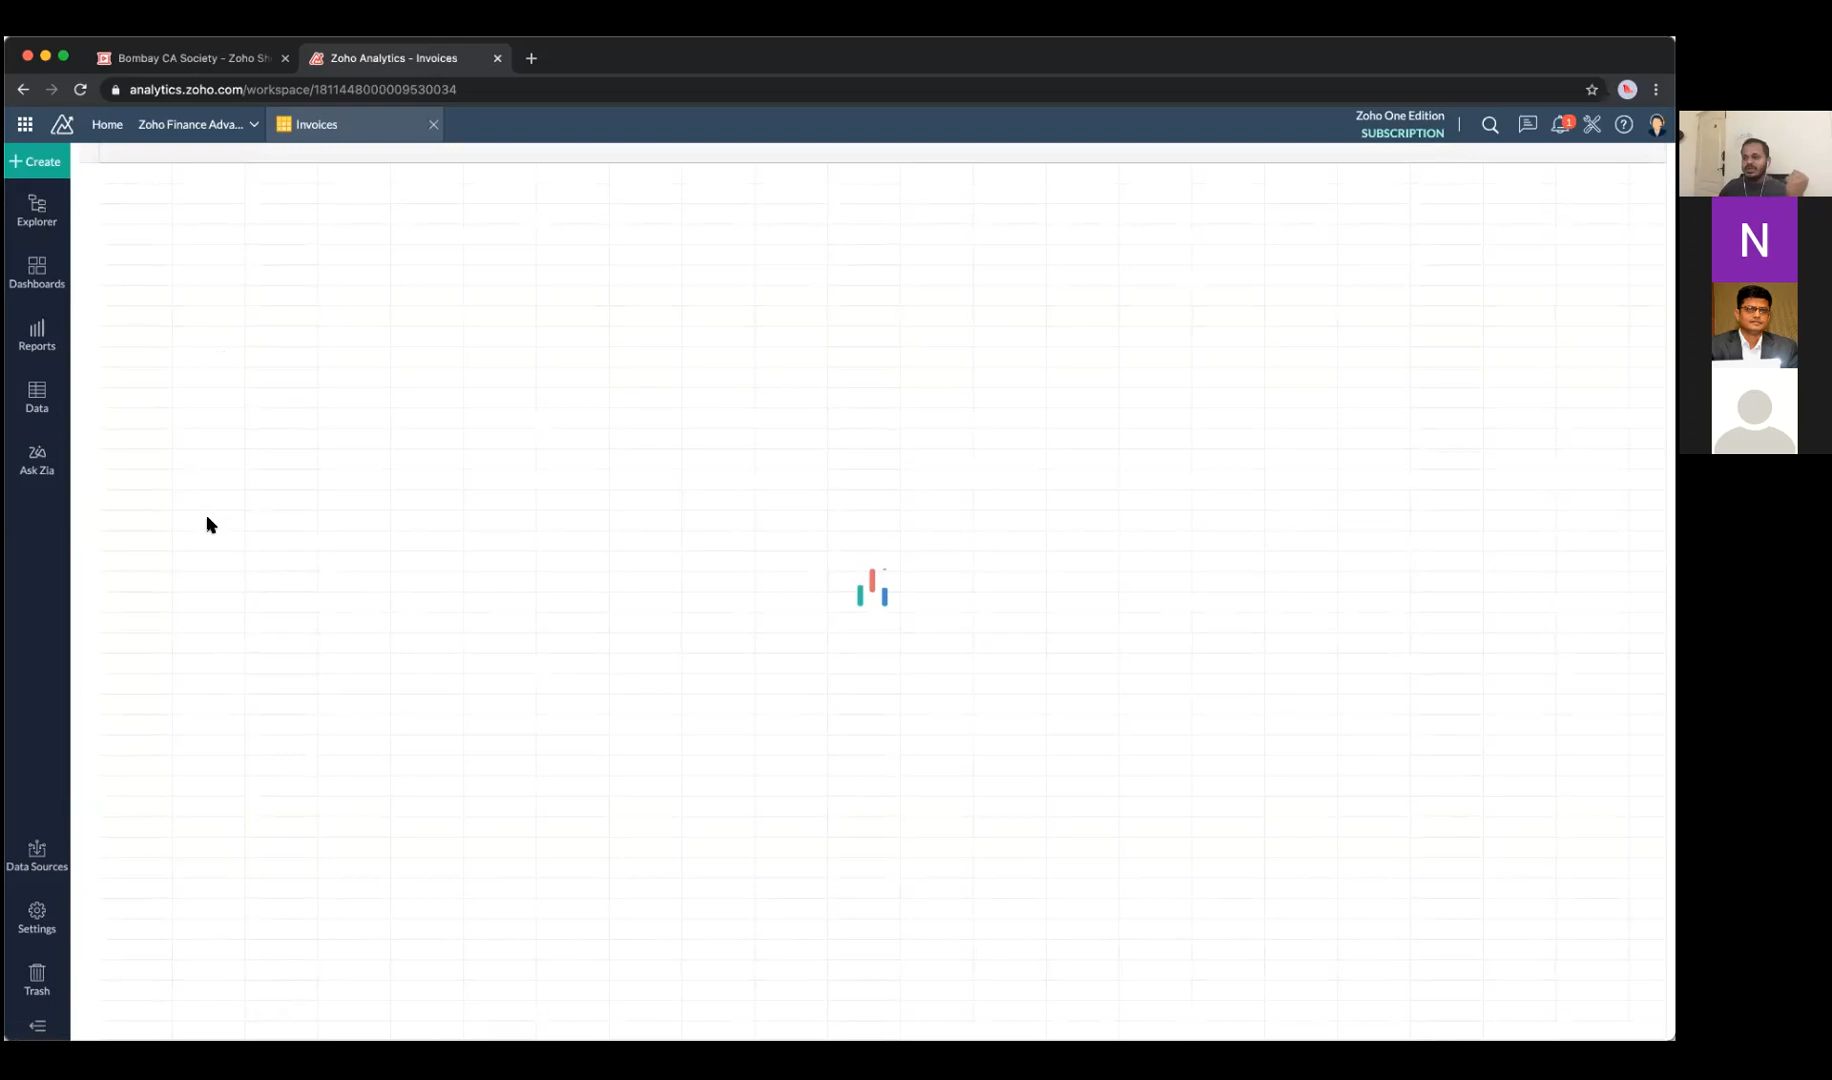 Bombay CA Society - Zoho Sh
Zoho Analytics - Invoices
analytics.zoho.com/workspace/1811448000009530034
Home
Zoho Finance Adva...
Invoices
Zoho One Edition
SUBSCRIPTION
1
Create
Explorer
Dashboards
Reports
Data
Ask Zia
Data Sources
Settings
Trash
N